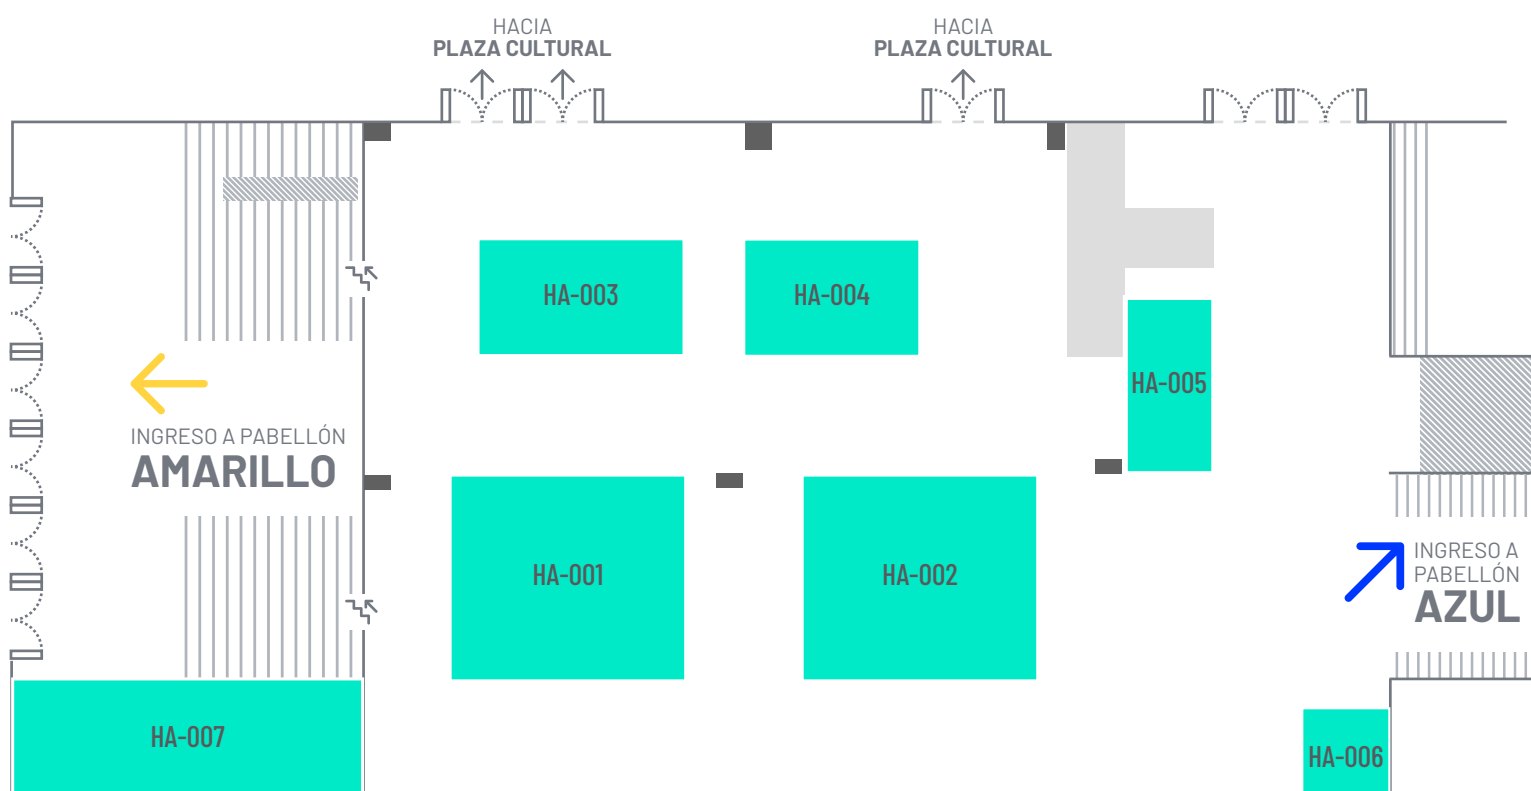 HACIA
PLAZA CULTURAL
HACIA
PLAZA CULTURAL
HA-003
HA-004
HA-005
INGRESO A PABELLÓN
AMARILLO
HA-001
HA-002
INGRESO A
PABELLÓN
AZUL
HA-007
HA-006